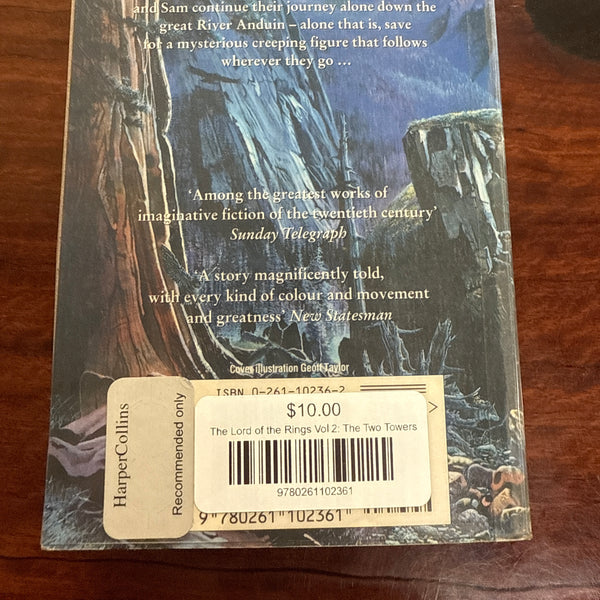 and Sam continue their journey alone down the
great River Anduin – alone that is, save
for a mysterious creeping figure that follows
wherever they go ...
‘Among the greatest works of
imaginative fiction of the twentieth century’
Sunday Telegraph
‘A story magnificently told,
with every kind of colour and movement
and greatness’ New Statesman
Cover illustration Geoff Taylor
HarperCollins
Recommended only
ISBN 0-261-10236-2
$10.00
The Lord of the Rings Vol 2: The Two Towers
9780261102361
9 780261 102361